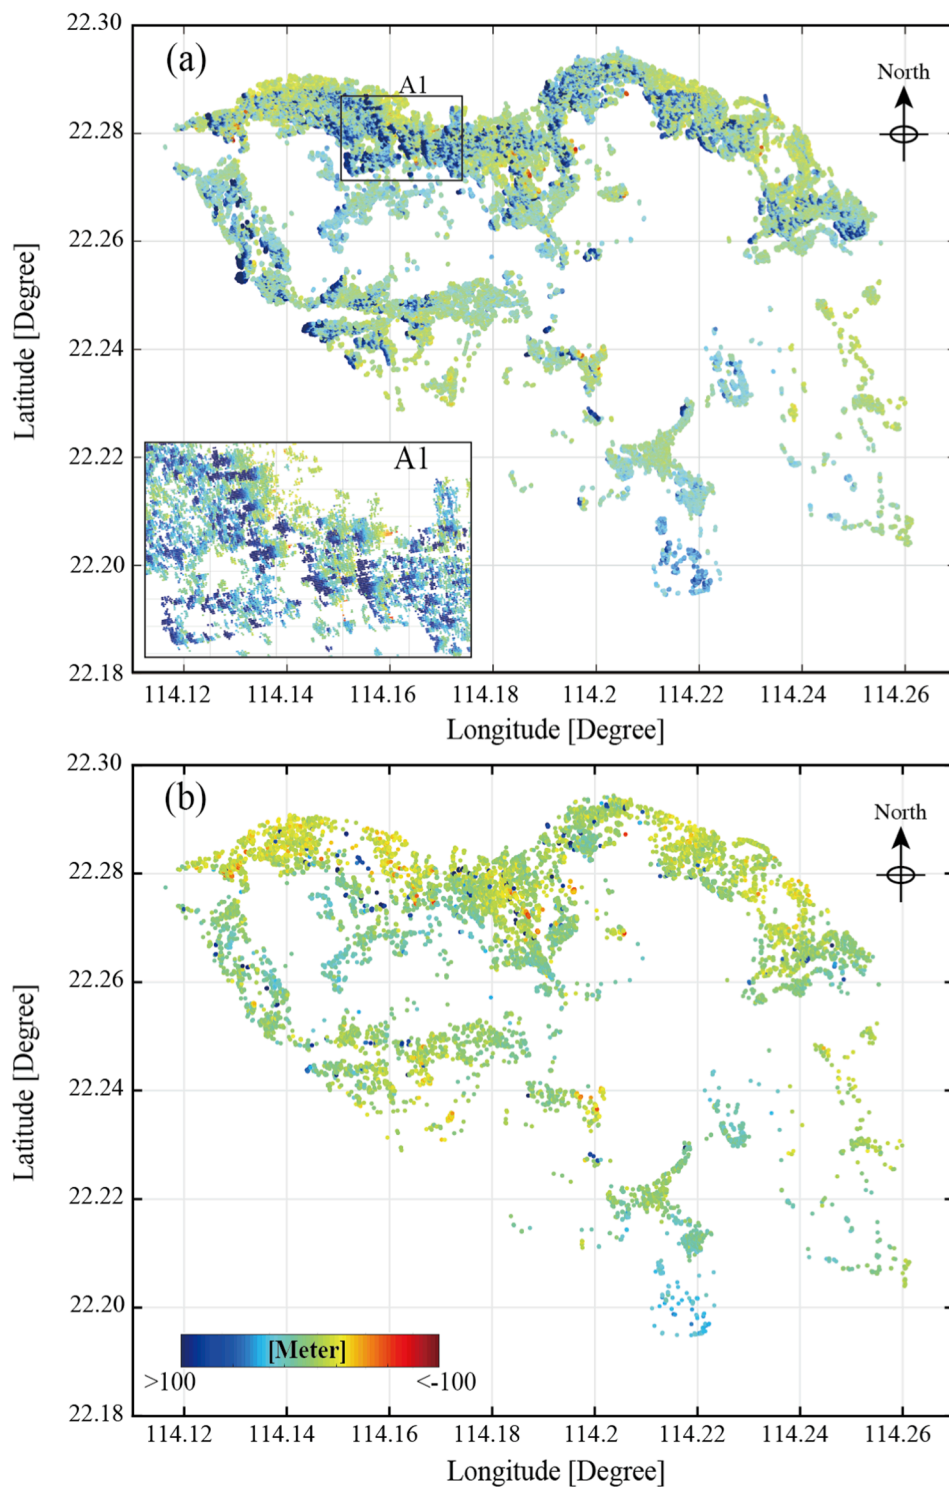 22.30
(a)
A1
North
22.28
22.26
22.24
22.22
22.20
22.18
A1
Latitude [Degree]
114.12 114.14 114.16 114.18 114.2 114.22 114.24 114.26
Longitude [Degree]
22.30
(b)
North
22.28
22.26
22.24
22.22
22.20
22.18
Latitude [Degree]
[Meter]
>100 <-100
114.12 114.14 114.16 114.18 114.2 114.22 114.24 114.26
Longitude [Degree]